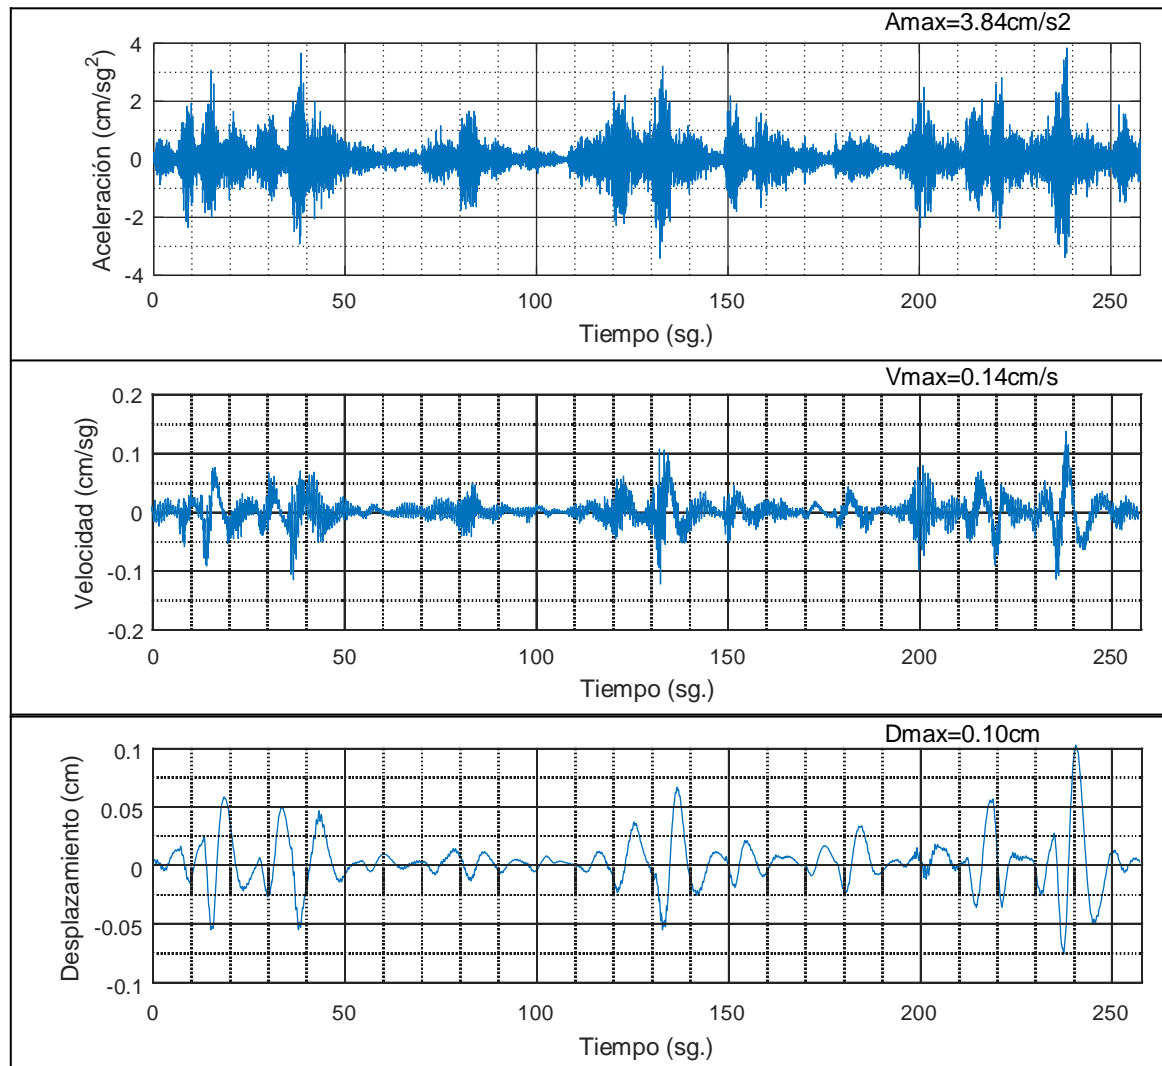 Amax=3.84cm/s2
Aceleración (cm/sg²)
4
2
0
-2
-4
0 50 100 150 200 250
Tiempo (sg.)
Vmax=0.14cm/s
Velocidad (cm/sg)
0.2
0.1
0
-0.1
-0.2
0 50 100 150 200 250
Tiempo (sg.)
Dmax=0.10cm
Desplazamiento (cm)
0.1
0.05
0
-0.05
-0.1
0 50 100 150 200 250
Tiempo (sg.)